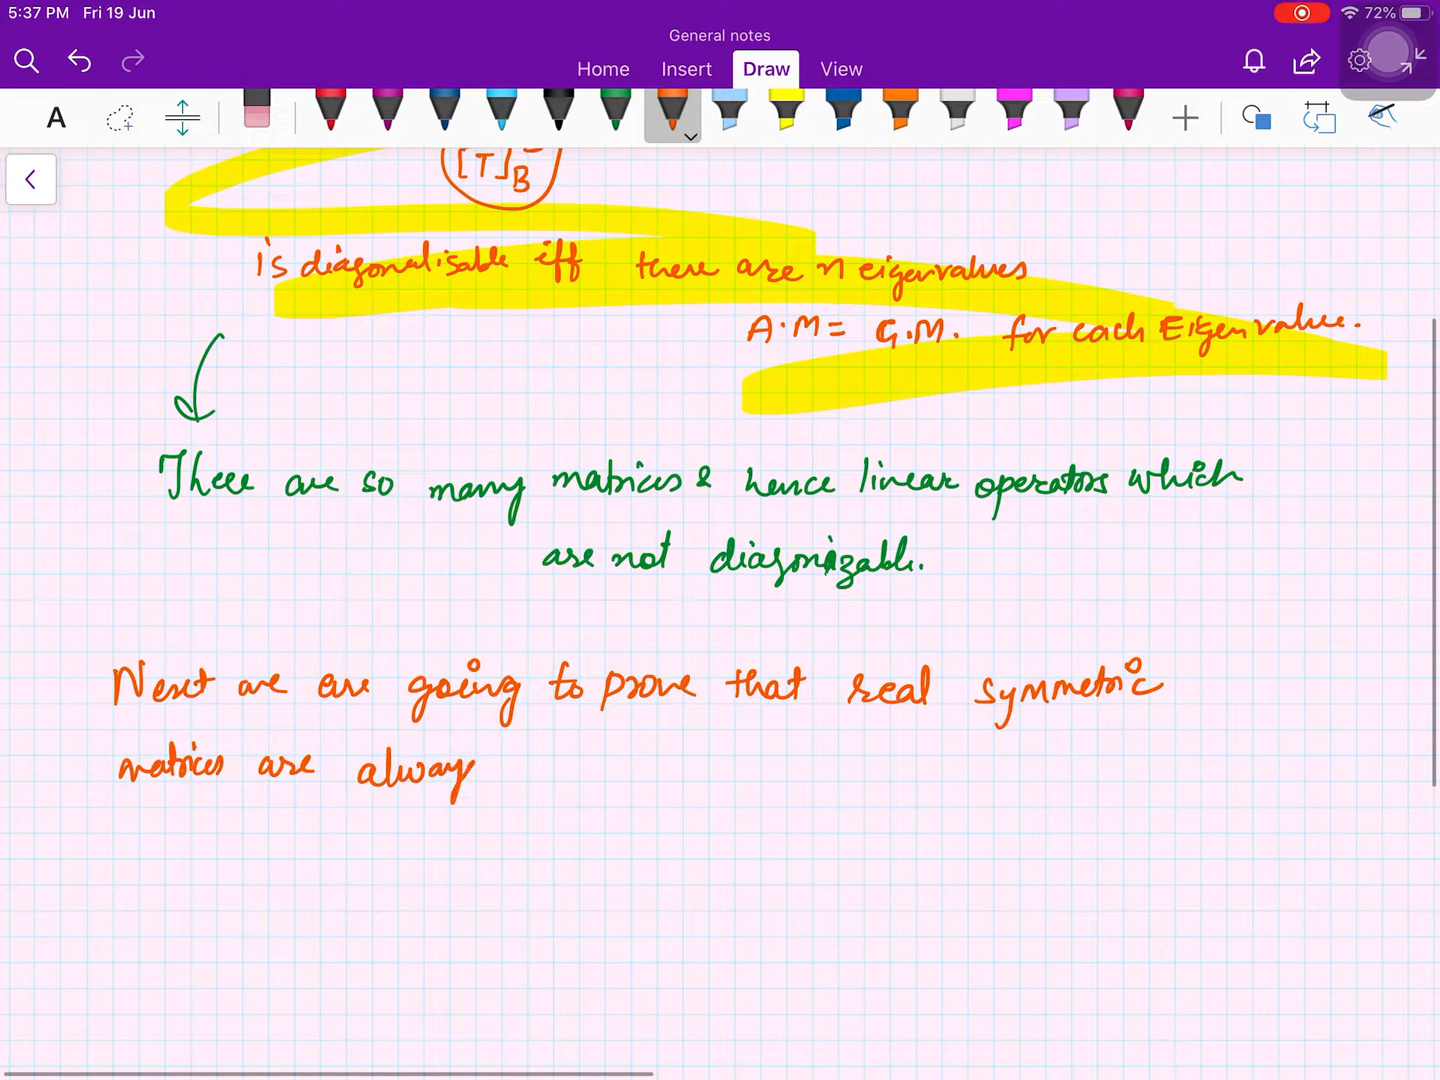 5:37 PM Fri 19 Jun
72%
General notes
Home Insert Draw View
A
[T]B
is diagonalisable iff there are n eigenvalues
A.M = G.M. for each Eigenvalue.
There are so many matrices & hence linear operators which
are not diagonizable.
Next we are going to prove that real symmetric
matrices are alway